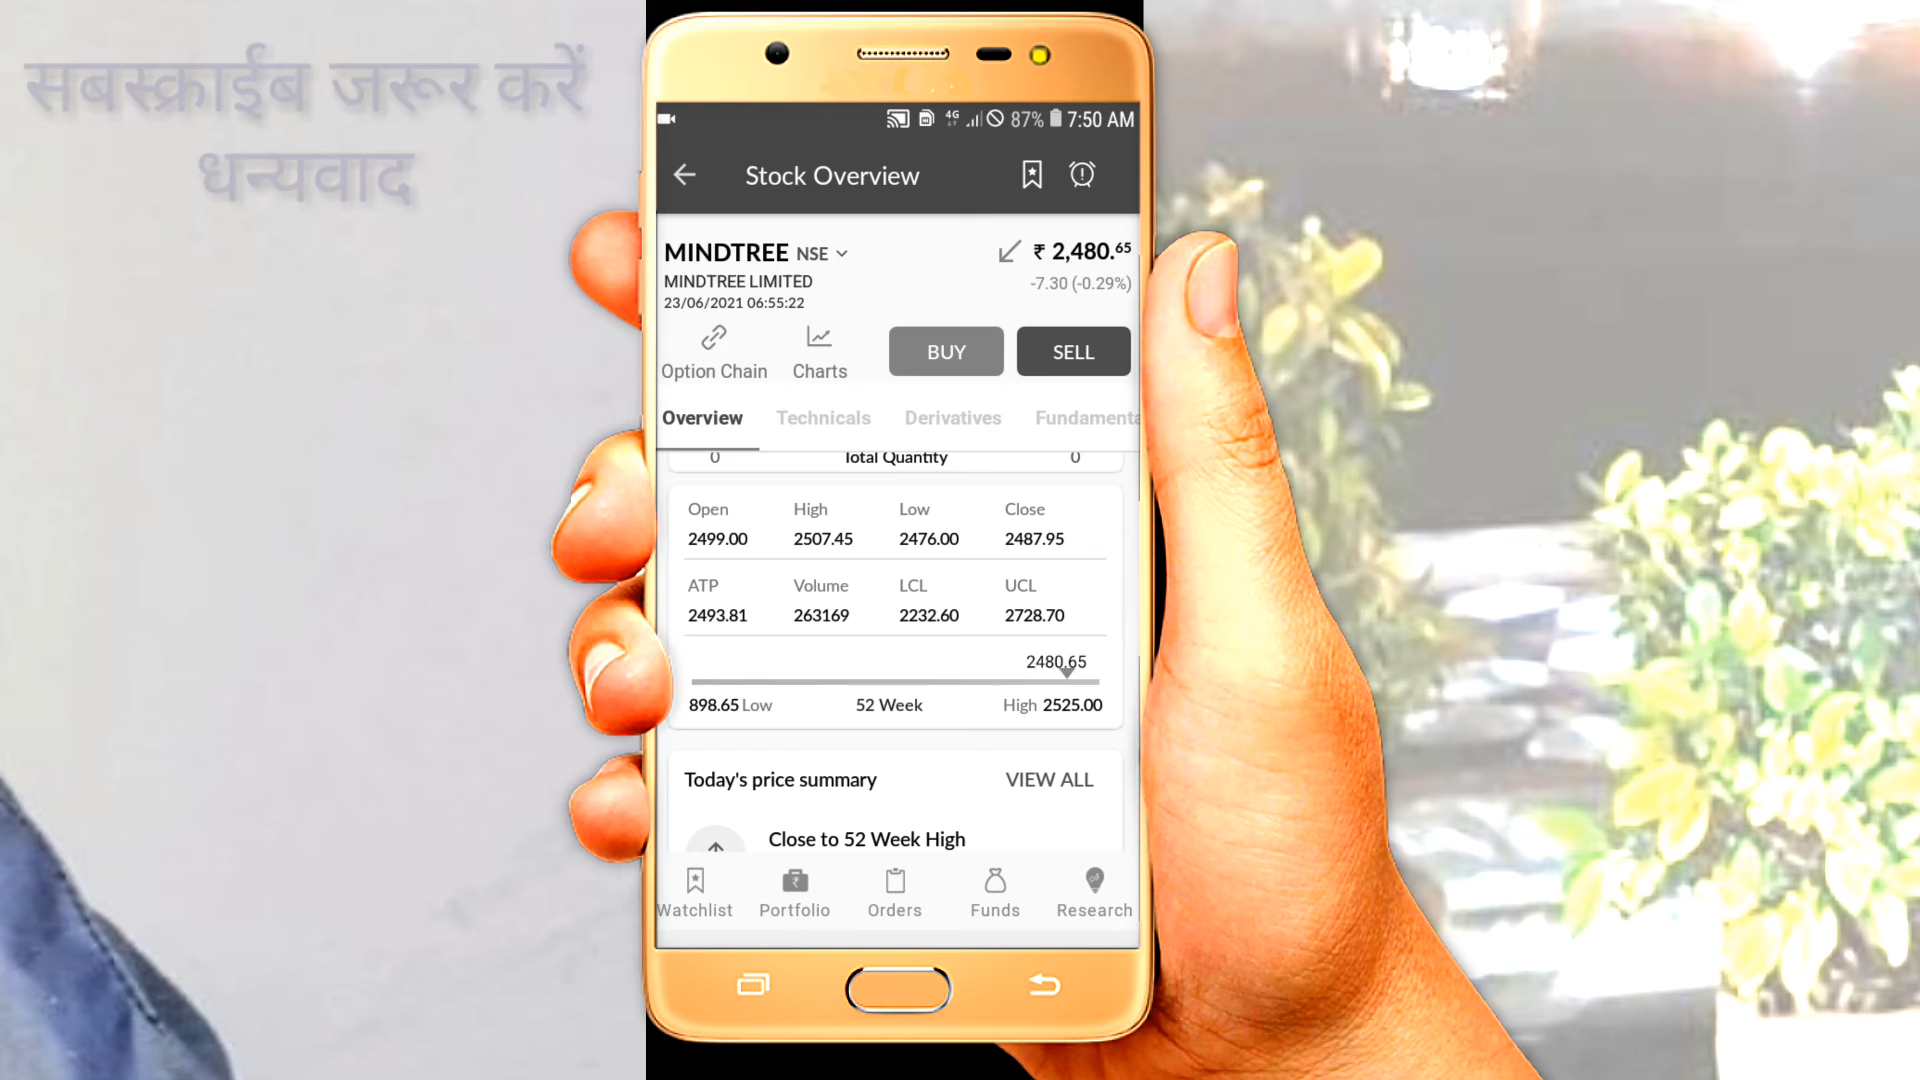 सबस्क्राईब जरूर करें
धन्यवाद
4G 87% 7:50 AM
Stock Overview
MINDTREE NSE
₹ 2,480.65
MINDTREE LIMITED
-7.30 (-0.29%)
23/06/2021 06:55:22
Option Chain Charts BUY SELL
Overview Technicals Derivatives Fundamenta
0 Total Quantity 0
Open High Low Close
2499.00 2507.45 2476.00 2487.95
ATP Volume LCL UCL
2493.81 263169 2232.60 2728.70
2480.65
898.65 Low 52 Week High 2525.00
Today's price summary VIEW ALL
Close to 52 Week High
Watchlist Portfolio Orders Funds Research